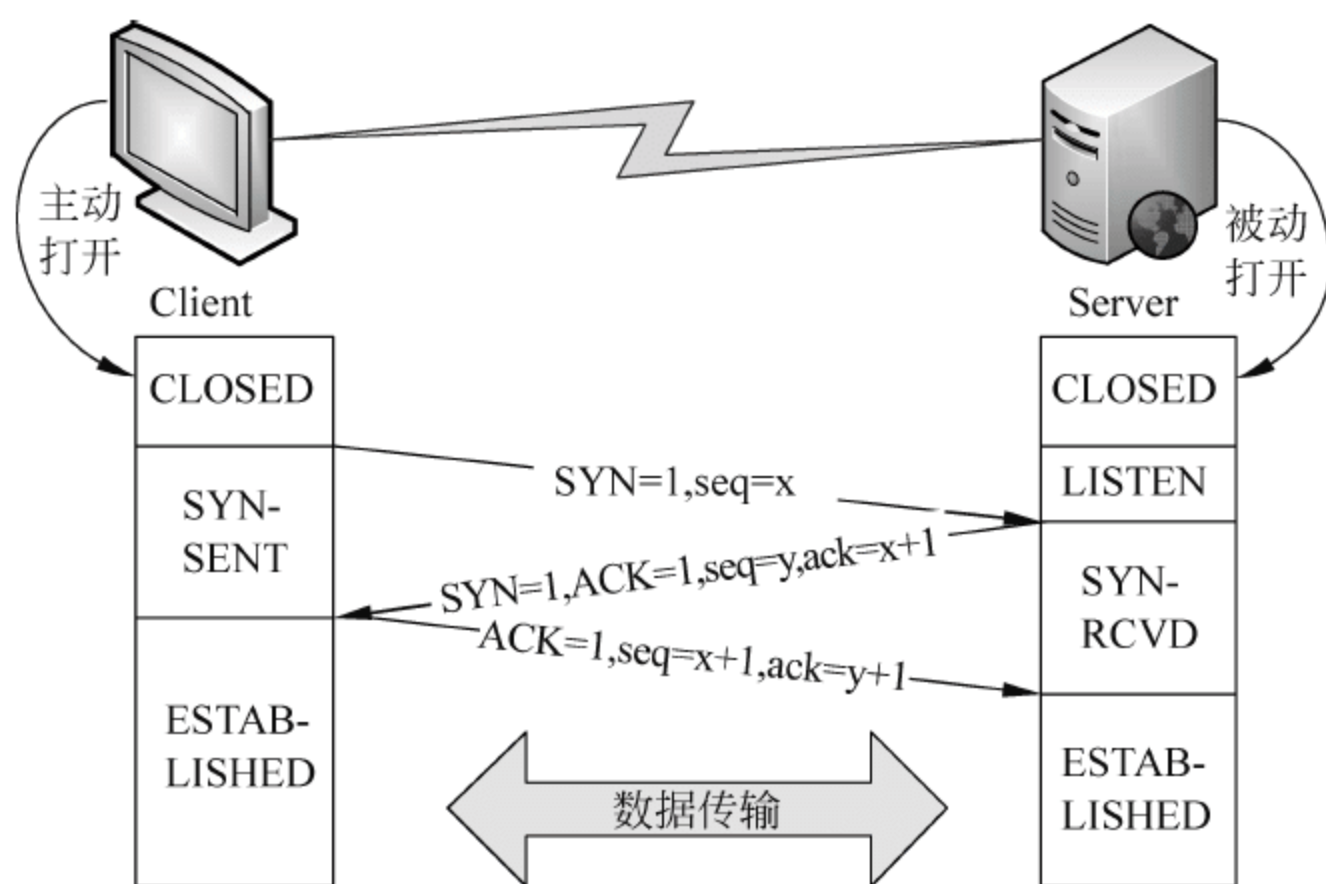 主动
打开
Client
被动
打开
Server
CLOSED
CLOSED
SYN=1,seq=x
LISTEN
SYN-
SENT
SYN=1,ACK=1,seq=y,ack=x+1
SYN-
RCVD
ACK=1,seq=x+1,ack=y+1
ESTAB-
LISHED
ESTAB-
LISHED
数据传输